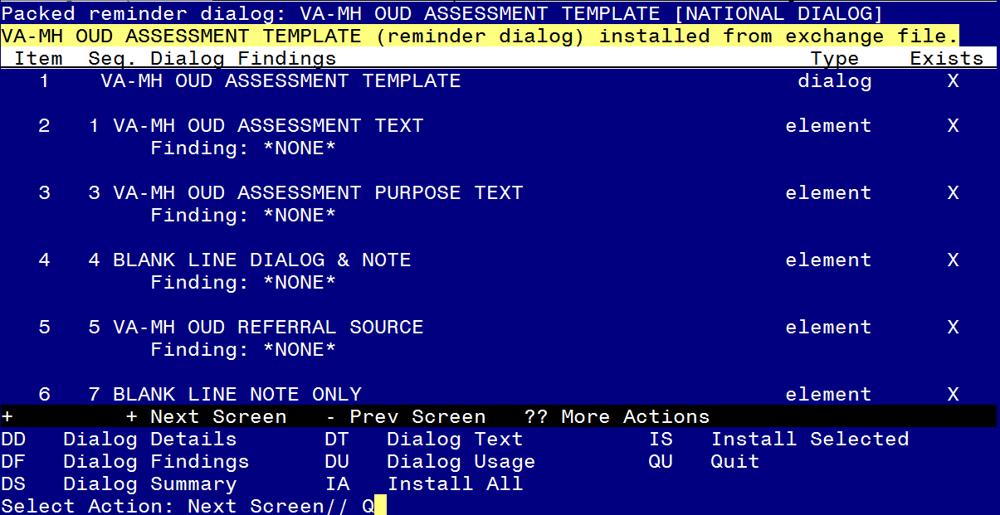 Packed reminder dialog: VA-MH OUD ASSESSMENT TEMPLATE [NATIONAL DIALOG]
VA-MH OUD ASSESSMENT TEMPLATE (reminder dialog) installed from exchange file.
Item  Seq. Dialog Findings                                      Type    Exists
1    VA-MH OUD ASSESSMENT TEMPLATE                           dialog      X
2   1 VA-MH OUD ASSESSMENT TEXT                             element      X
Finding: *NONE*
3   3 VA-MH OUD ASSESSMENT PURPOSE TEXT                     element      X
Finding: *NONE*
4   4 BLANK LINE DIALOG & NOTE                              element      X
Finding: *NONE*
5   5 VA-MH OUD REFERRAL SOURCE                             element      X
Finding: *NONE*
6   7 BLANK LINE NOTE ONLY                                  element      X
+         + Next Screen   - Prev Screen   ?? More Actions
DD   Dialog Details       DT   Dialog Text          IS   Install Selected
DF   Dialog Findings      DU   Dialog Usage         QU   Quit
DS   Dialog Summary       IA   Install All
Select Action: Next Screen// Q